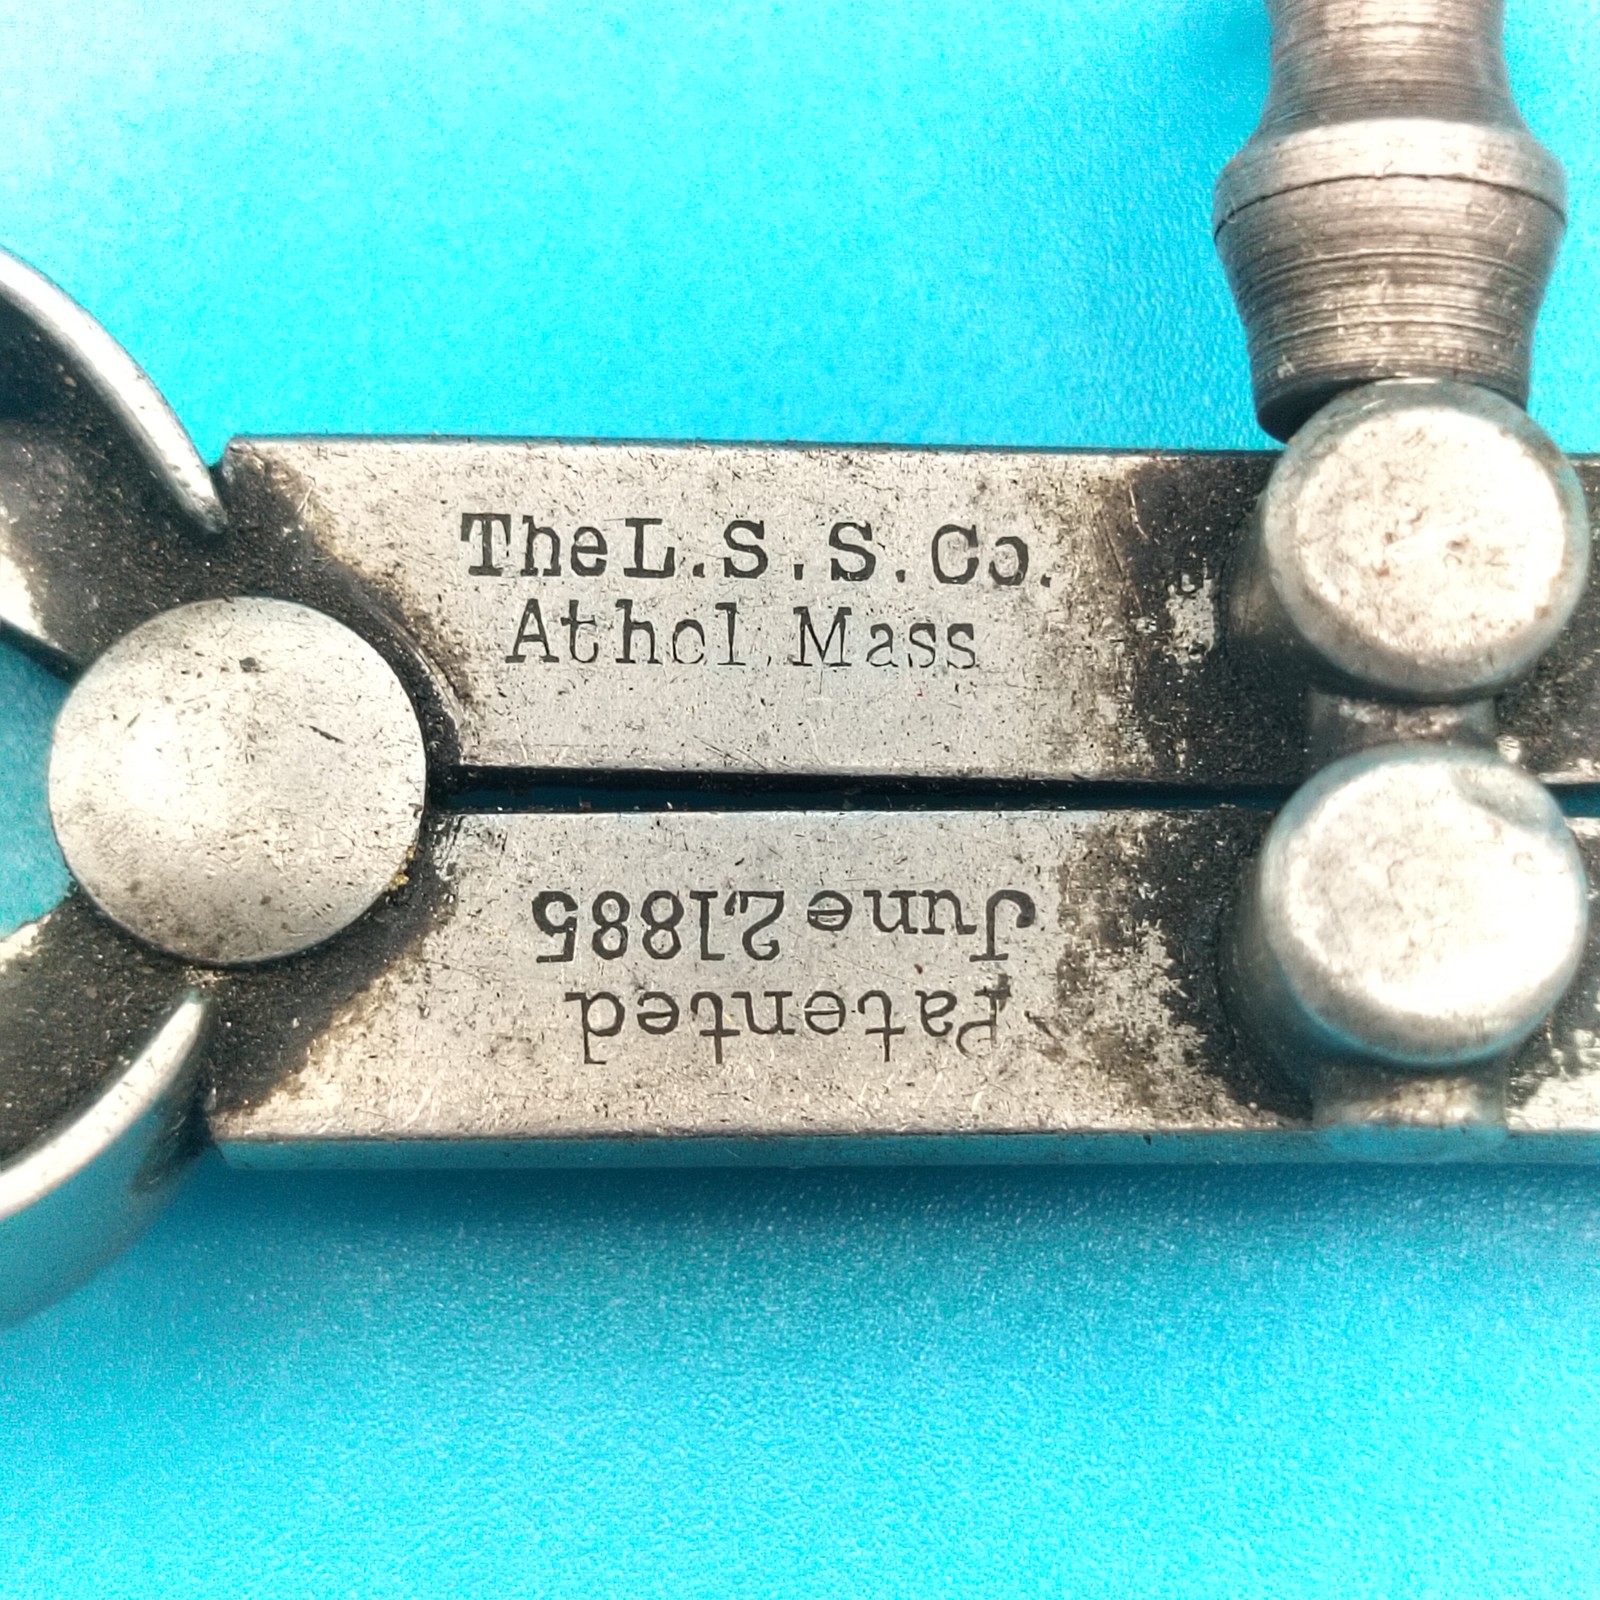 The L.S.S.Co.
Athol, Mass
Patented
June 2,1885